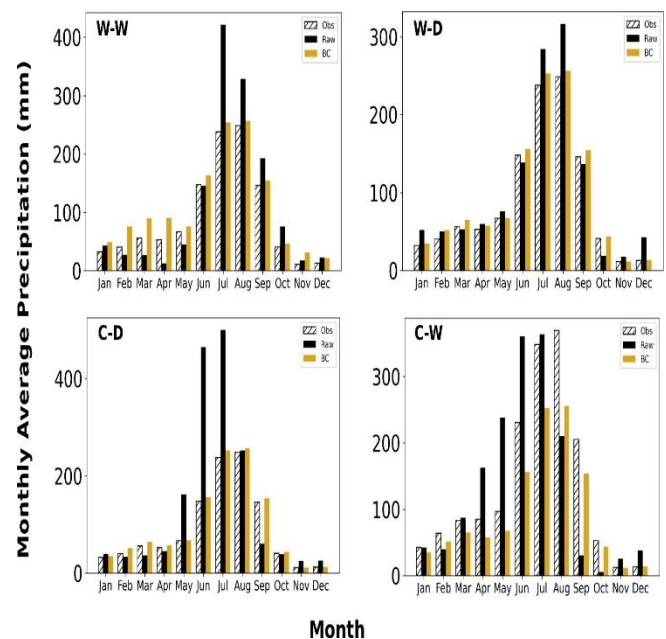 Monthly Average Precipitation (mm)
W-W
Obs
Raw
BC
400
300
200
100
0
Jan Feb Mar Apr May Jun Jul Aug Sep Oct Nov Dec
W-D
Obs
Raw
BC
300
200
100
0
Jan Feb Mar Apr May Jun Jul Aug Sep Oct Nov Dec
C-D
Obs
Raw
BC
400
200
0
Jan Feb Mar Apr May Jun Jul Aug Sep Oct Nov Dec
C-W
Obs
Raw
BC
300
200
100
0
Jan Feb Mar Apr May Jun Jul Aug Sep Oct Nov Dec
Month